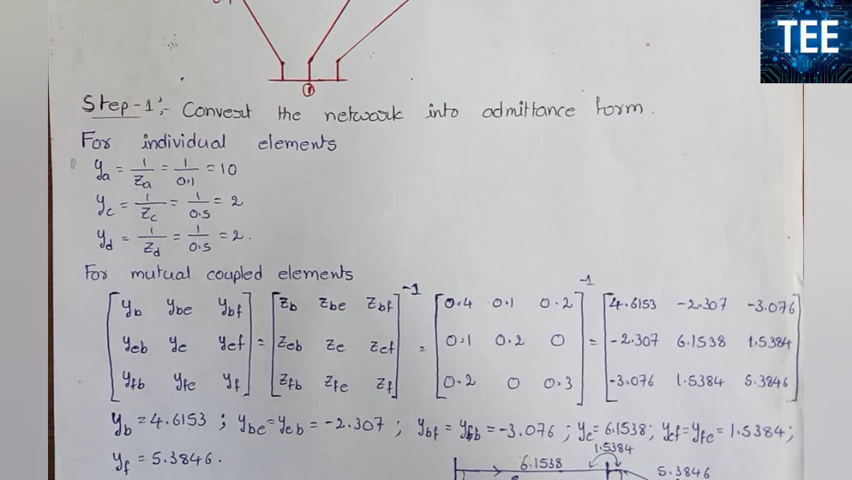 TEE
①
Step-1:- Convert the network into admittance form.
For individual elements
ya = 1/Za = 1/0.1 = 10
yc = 1/Zc = 1/0.5 = 2
yd = 1/Zd = 1/0.5 = 2.
For mutual coupled elements
[yb ybe ybf] [Zb Zbe Zbf]⁻¹ [0.4 0.1 0.2]⁻¹ [4.6153 -2.307 -3.076]
[yeb ye yef] = [Zeb Ze Zef] = [0.1 0.2 0] = [-2.307 6.1538 1.5384]
[yfb yfe yf] [Zfb Zfe Zf] [0.2 0 0.3] [-3.076 1.5384 5.3846]
yb = 4.6153 ; ybe = yeb = -2.307 ; ybf = yfb = -3.076 ; ye = 6.1538; yef = yfe = 1.5384;
yf = 5.3846.
1.5384
6.1538
5.3846